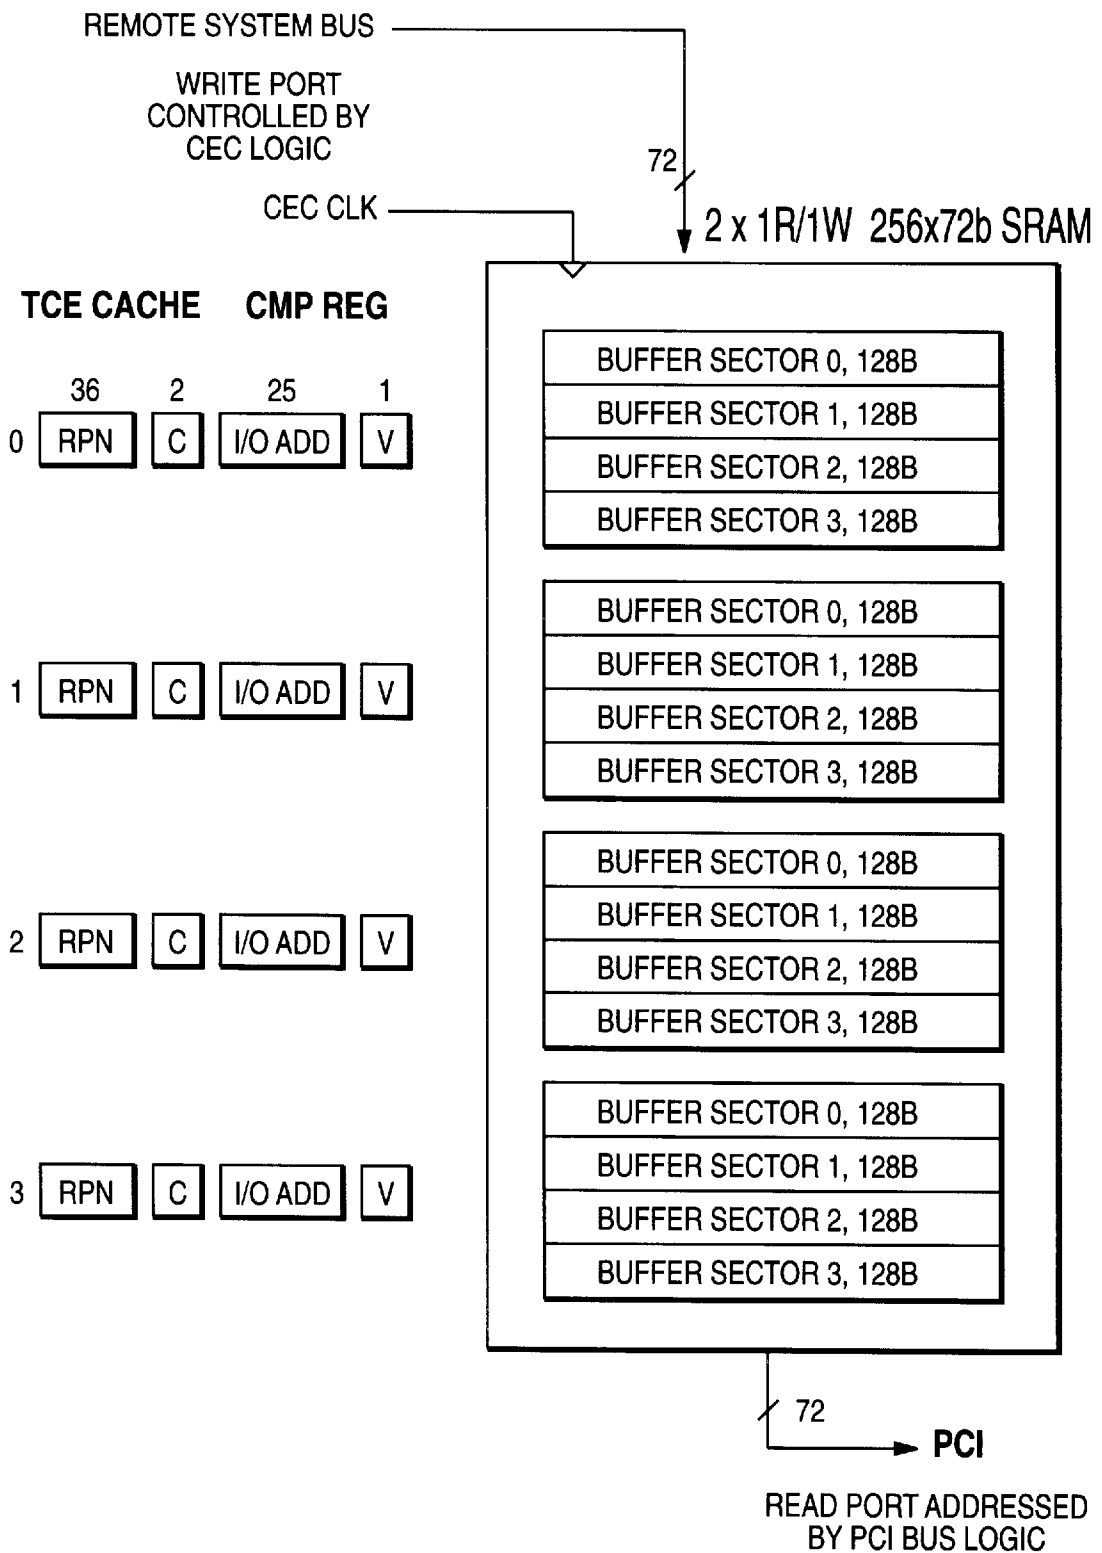 REMOTE SYSTEM BUS
WRITE PORT
CONTROLLED BY
CEC LOGIC
72
CEC CLK
2 x 1R/1W 256x72b SRAM
TCE CACHE CMP REG
36 2 25 1
0 RPN C I/O ADD V
BUFFER SECTOR 0, 128B
BUFFER SECTOR 1, 128B
BUFFER SECTOR 2, 128B
BUFFER SECTOR 3, 128B
1 RPN C I/O ADD V
BUFFER SECTOR 0, 128B
BUFFER SECTOR 1, 128B
BUFFER SECTOR 2, 128B
BUFFER SECTOR 3, 128B
2 RPN C I/O ADD V
BUFFER SECTOR 0, 128B
BUFFER SECTOR 1, 128B
BUFFER SECTOR 2, 128B
BUFFER SECTOR 3, 128B
3 RPN C I/O ADD V
BUFFER SECTOR 0, 128B
BUFFER SECTOR 1, 128B
BUFFER SECTOR 2, 128B
BUFFER SECTOR 3, 128B
72
PCI
READ PORT ADDRESSED
BY PCI BUS LOGIC